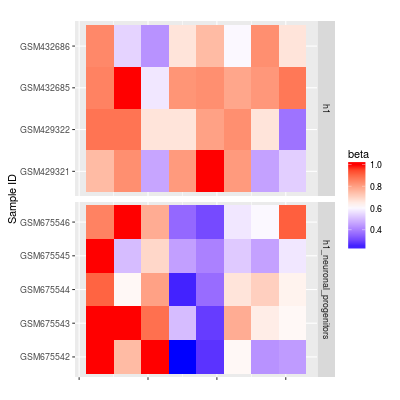 GSM432686
GSM432685
GSM429322
GSM429321
h1
GSM675546
GSM675545
GSM675544
GSM675543
GSM675542
h1_neuronal_progenitors
Sample ID
beta
1.0
0.8
0.6
0.4